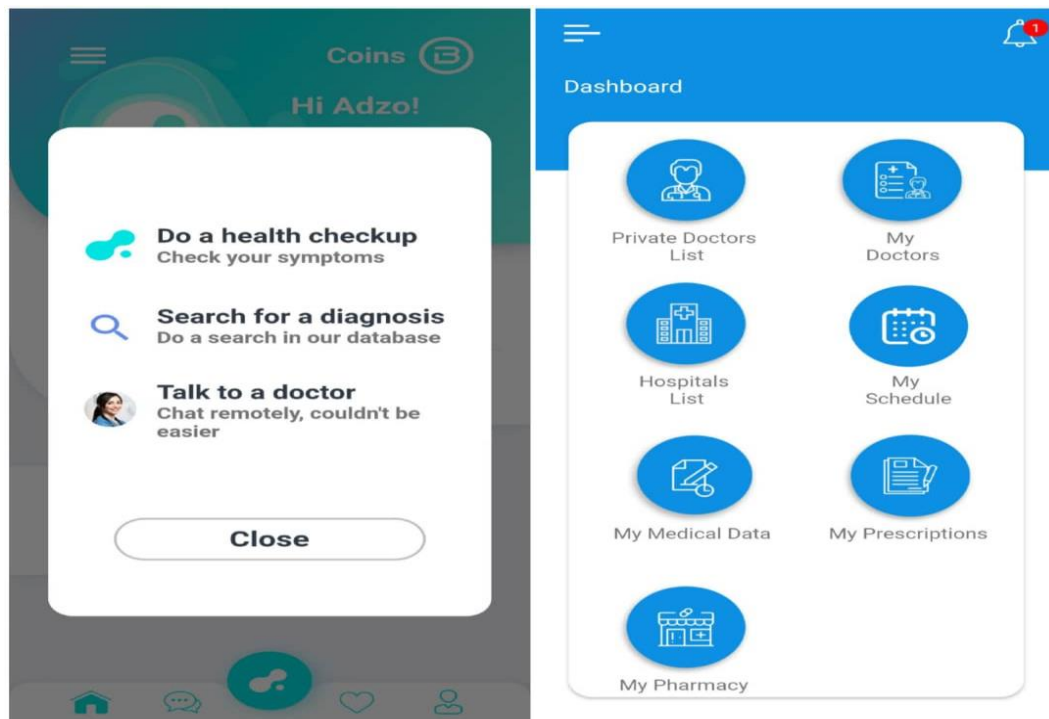 Coins
Hi Adzo!
Do a health checkup
Check your symptoms
Search for a diagnosis
Do a search in our database
Talk to a doctor
Chat remotely, couldn't be
easier
Close
1
Dashboard
Private Doctors
List
My
Doctors
Hospitals
List
My
Schedule
My Medical Data
My Prescriptions
My Pharmacy